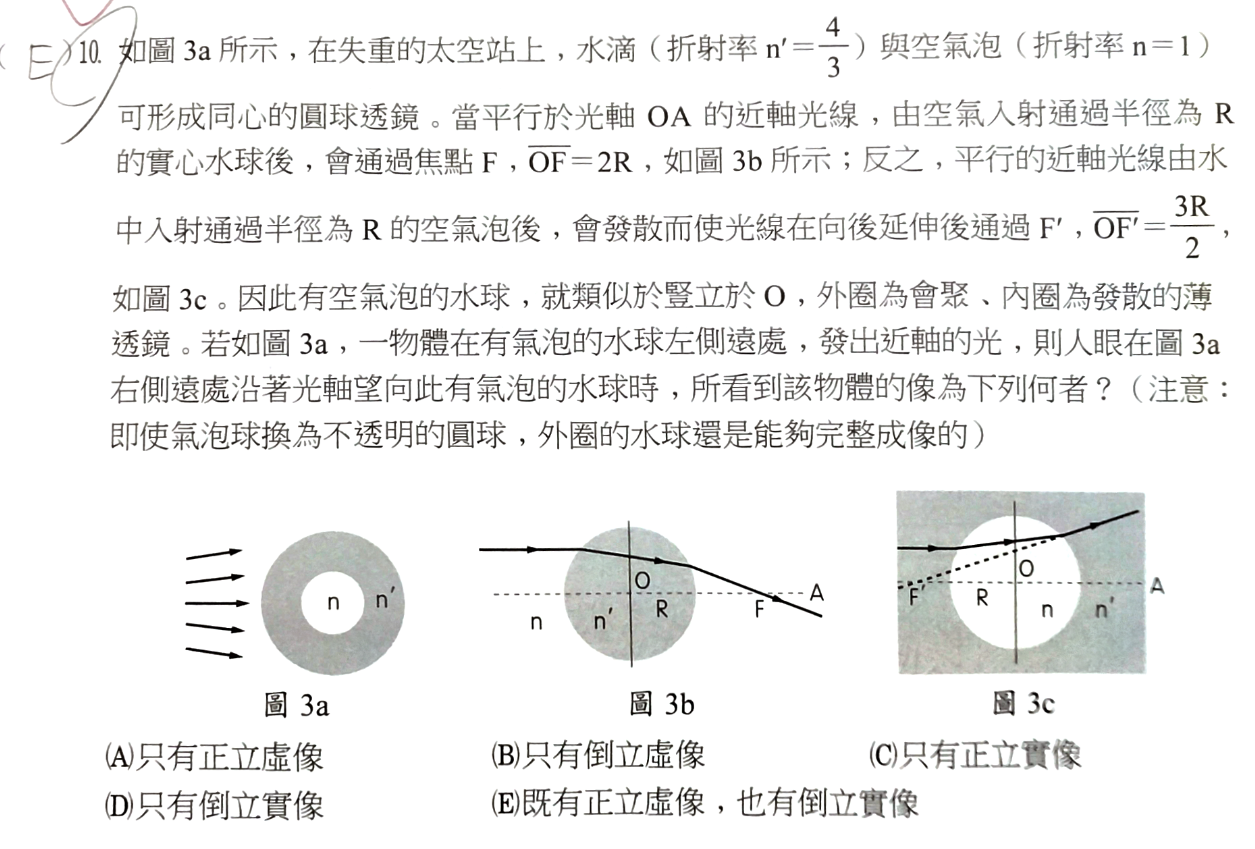 (E)10. 如圖 3a 所示，在失重的太空站上，水滴（折射率 n′＝4/3）與空氣泡（折射率 n＝1）
可形成同心的圓球透鏡。當平行於光軸 OA 的近軸光線，由空氣入射通過半徑為 R
的實心水球後，會通過焦點 F，OF＝2R，如圖 3b 所示；反之，平行的近軸光線由水
中入射通過半徑為 R 的空氣泡後，會發散而使光線在向後延伸後通過 F′，OF′＝3R/2，
如圖 3c。因此有空氣泡的水球，就類似於豎立於 O，外圈為會聚、內圈為發散的薄
透鏡。若如圖 3a，一物體在有氣泡的水球左側遠處，發出近軸的光，則人眼在圖 3a
右側遠處沿著光軸望向此有氣泡的水球時，所看到該物體的像為下列何者？（注意：
即使氣泡球換為不透明的圓球，外圈的水球還是能夠完整成像的）
n n′
圖 3a
O A
R F
n n′
圖 3b
O A
F′ R n n′
圖 3c
(A)只有正立虛像 (B)只有倒立虛像 (C)只有正立實像
(D)只有倒立實像 (E)既有正立虛像，也有倒立實像